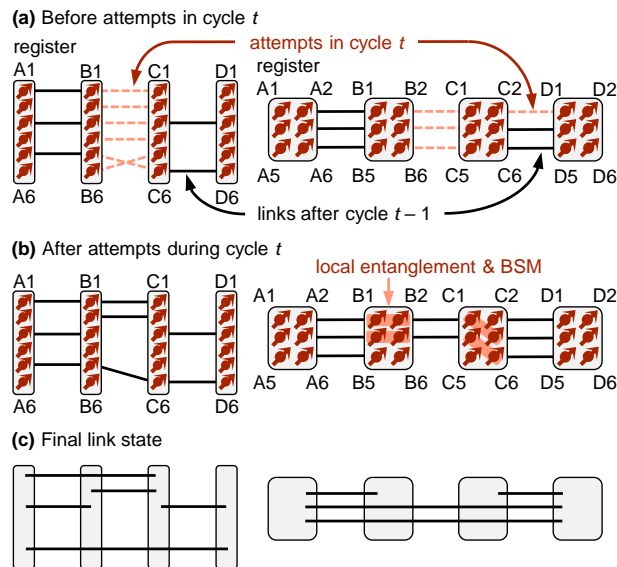 (a) Before attempts in cycle t
register
attempts in cycle t
register
A1 B1 C1 D1
A1 A2 B1 B2 C1 C2 D1 D2
A6 B6 C6 D6
A5 A6 B5 B6 C5 C6 D5 D6
links after cycle t – 1
(b) After attempts during cycle t
local entanglement & BSM
A1 B1 C1 D1
A1 A2 B1 B2 C1 C2 D1 D2
A6 B6 C6 D6
A5 A6 B5 B6 C5 C6 D5 D6
(c) Final link state